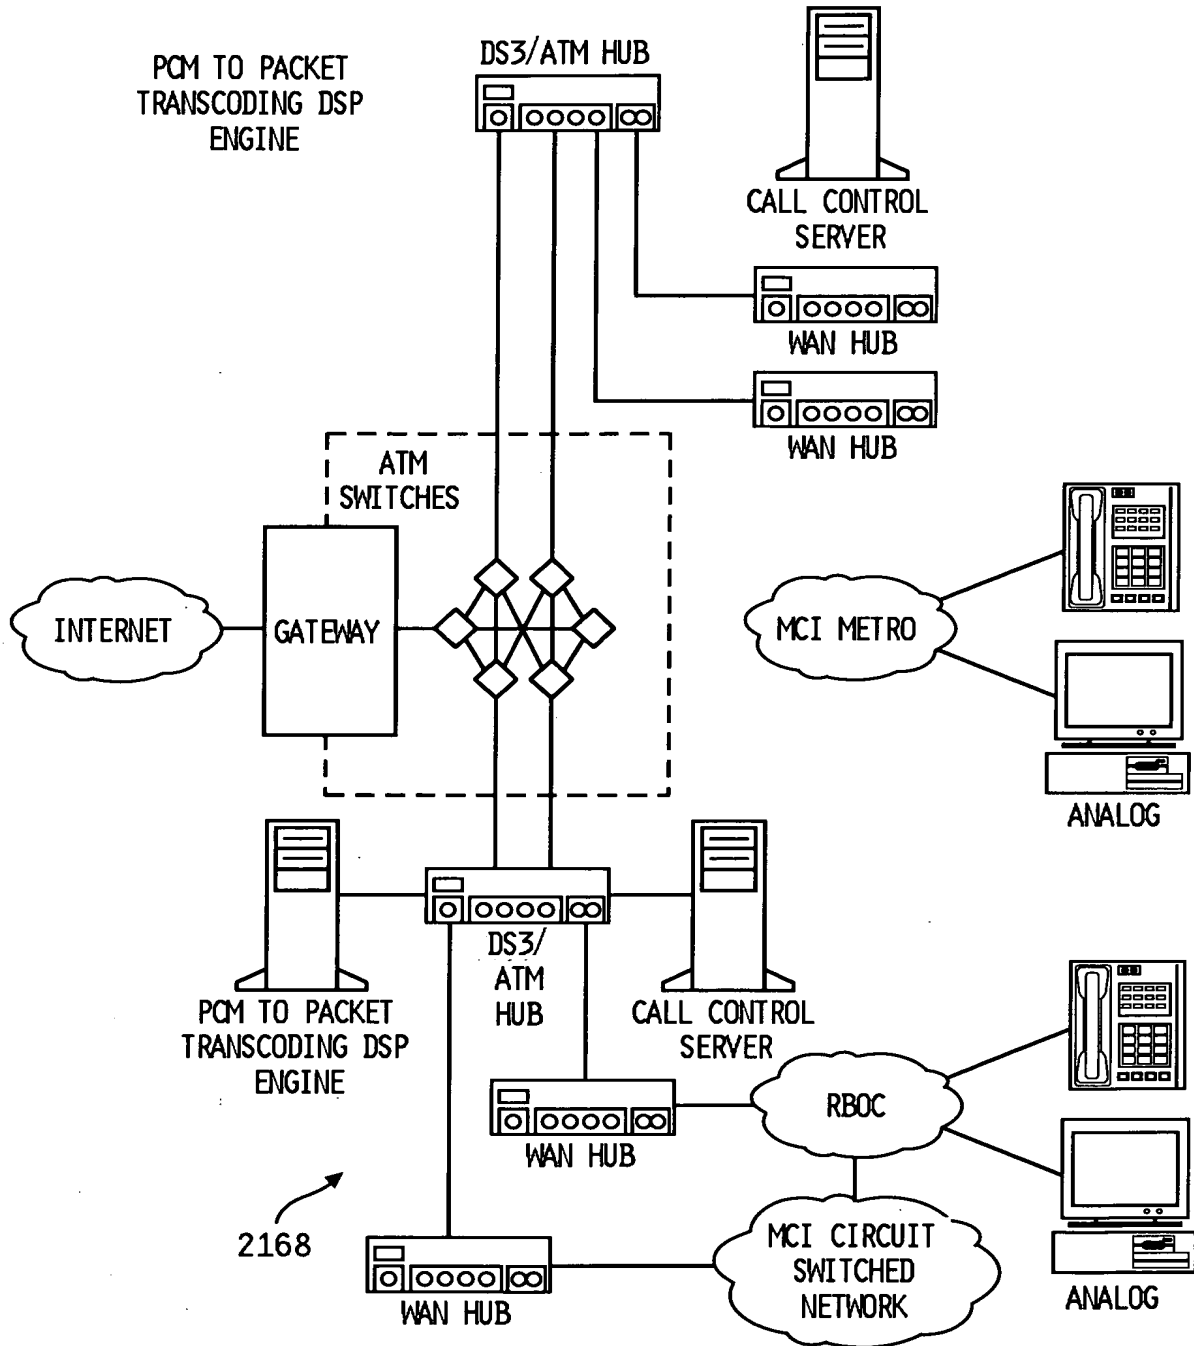 DS3/ATM HUB
PCM TO PACKET
TRANSCODING DSP
ENGINE
CALL CONTROL
SERVER
WAN HUB
WAN HUB
ATM
SWITCHES
INTERNET
GATEWAY
MCI METRO
ANALOG
DS3/
ATM
HUB
PCM TO PACKET
TRANSCODING DSP
ENGINE
CALL CONTROL
SERVER
RBOC
WAN HUB
2168
MCI CIRCUIT
SWITCHED
NETWORK
WAN HUB
ANALOG